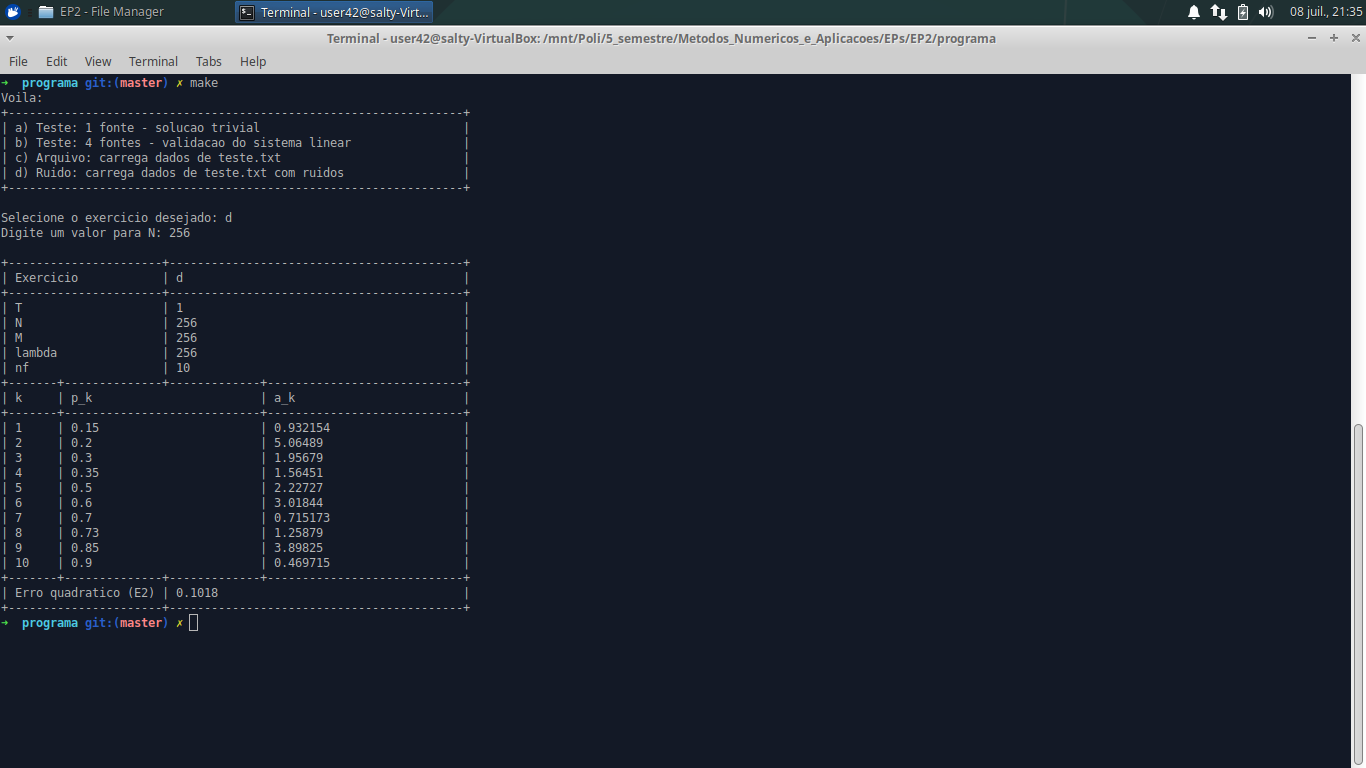 EP2 - File Manager
Terminal - user42@salty-Virt...
08 juil., 21:35
Terminal - user42@salty-VirtualBox: /mnt/Poli/5_semestre/Metodos_Numericos_e_Aplicacoes/EPs/EP2/programa
File Edit View Terminal Tabs Help
➜  programa git:(master) ✗ make
Voila:
+-----------------------------------------------------------------+
| a) Teste: 1 fonte - solucao trivial                             |
| b) Teste: 4 fontes - validacao do sistema linear                |
| c) Arquivo: carrega dados de teste.txt                          |
| d) Ruido: carrega dados de teste.txt com ruidos                 |
+-----------------------------------------------------------------+

Selecione o exercicio desejado: d
Digite um valor para N: 256

+----------------------+------------------------------------------+
| Exercicio            | d                                        |
+----------------------+------------------------------------------+
| T                    | 1                                        |
| N                    | 256                                      |
| M                    | 256                                      |
| lambda               | 256                                      |
| nf                   | 10                                       |
+-------+--------------+-------------+----------------------------+
| k     | p_k                        | a_k                        |
+-------+----------------------------+----------------------------+
| 1     | 0.15                       | 0.932154                   |
| 2     | 0.2                        | 5.06489                    |
| 3     | 0.3                        | 1.95679                    |
| 4     | 0.35                       | 1.56451                    |
| 5     | 0.5                        | 2.22727                    |
| 6     | 0.6                        | 3.01844                    |
| 7     | 0.7                        | 0.715173                   |
| 8     | 0.73                       | 1.25879                    |
| 9     | 0.85                       | 3.89825                    |
| 10    | 0.9                        | 0.469715                   |
+-------+--------------+-------------+----------------------------+
| Erro quadratico (E2) | 0.1018                                   |
+----------------------+------------------------------------------+
➜  programa git:(master) ✗